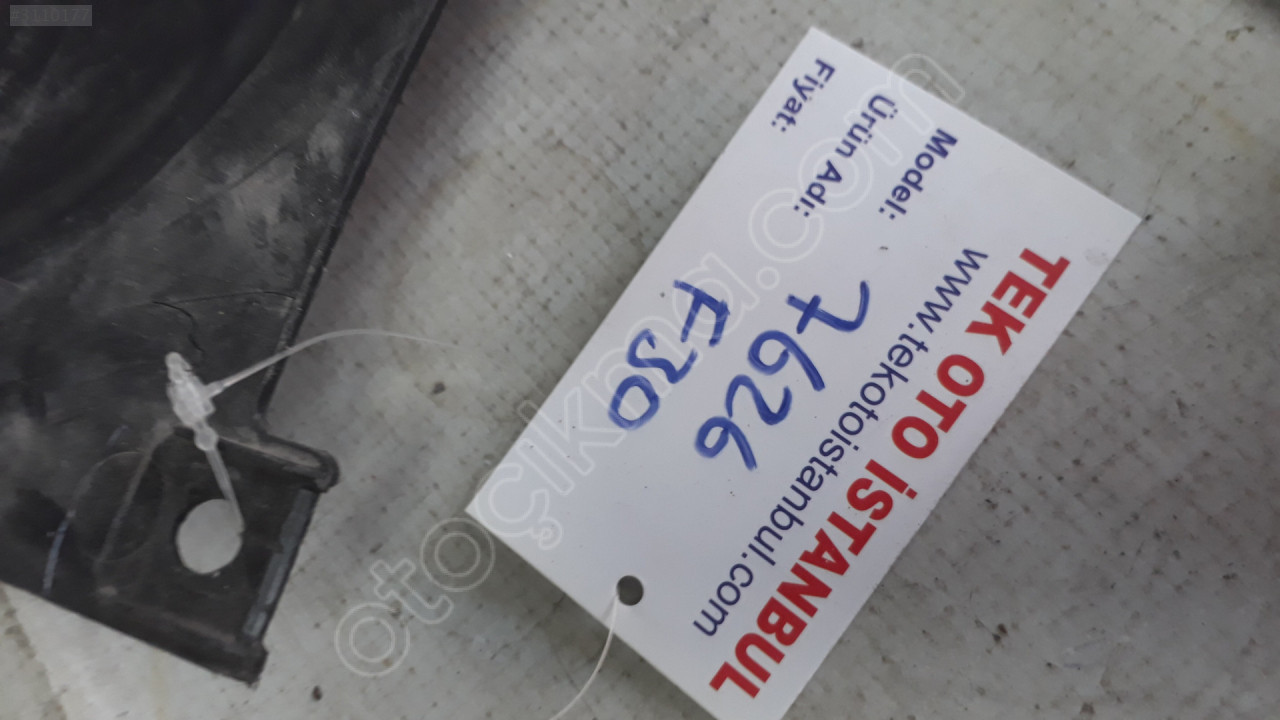 TEK OTO İSTANBUL
www.tekotoistanbul.com
Model: 7626
Ürün Adı: F30
Fiyat:
otoçıkma.com